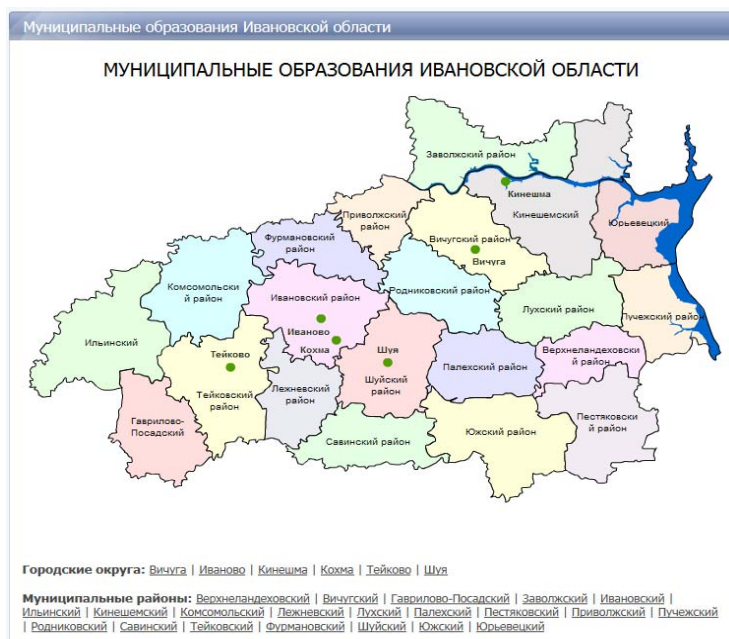 Муниципальные образования Ивановской области
МУНИЦИПАЛЬНЫЕ ОБРАЗОВАНИЯ ИВАНОВСКОЙ ОБЛАСТИ
Заволжский район
Кинешма
Приволжский
район
Кинешемский
Юрьевецкий
Фурмановский
район
Вичугский район
Вичуга
Комсомольски
й район
Ивановский район
Родниковский район
Лухский район
Пучежский район
Иваново
Кохма
Ильинский
Тейково
Шуя
Верхнеландеховски
й район
Палехский район
Шуйский
район
Лежневский
район
Тейковский
район
Гаврилово-
Посадский
Пестяковски
й район
Южский район
Савинский район
Городские округа: Вичуга | Иваново | Кинешма | Кохма | Тейково | Шуя
Муниципальные районы: Верхнеландеховский | Вичугский | Гаврилово-Посадский | Заволжский | Ивановский |
Ильинский | Кинешемский | Комсомольский | Лежневский | Лухский | Палехский | Пестяковский | Приволжский | Пучежский
| Родниковский | Савинский | Тейковский | Фурмановский | Шуйский | Южский | Юрьевецкий